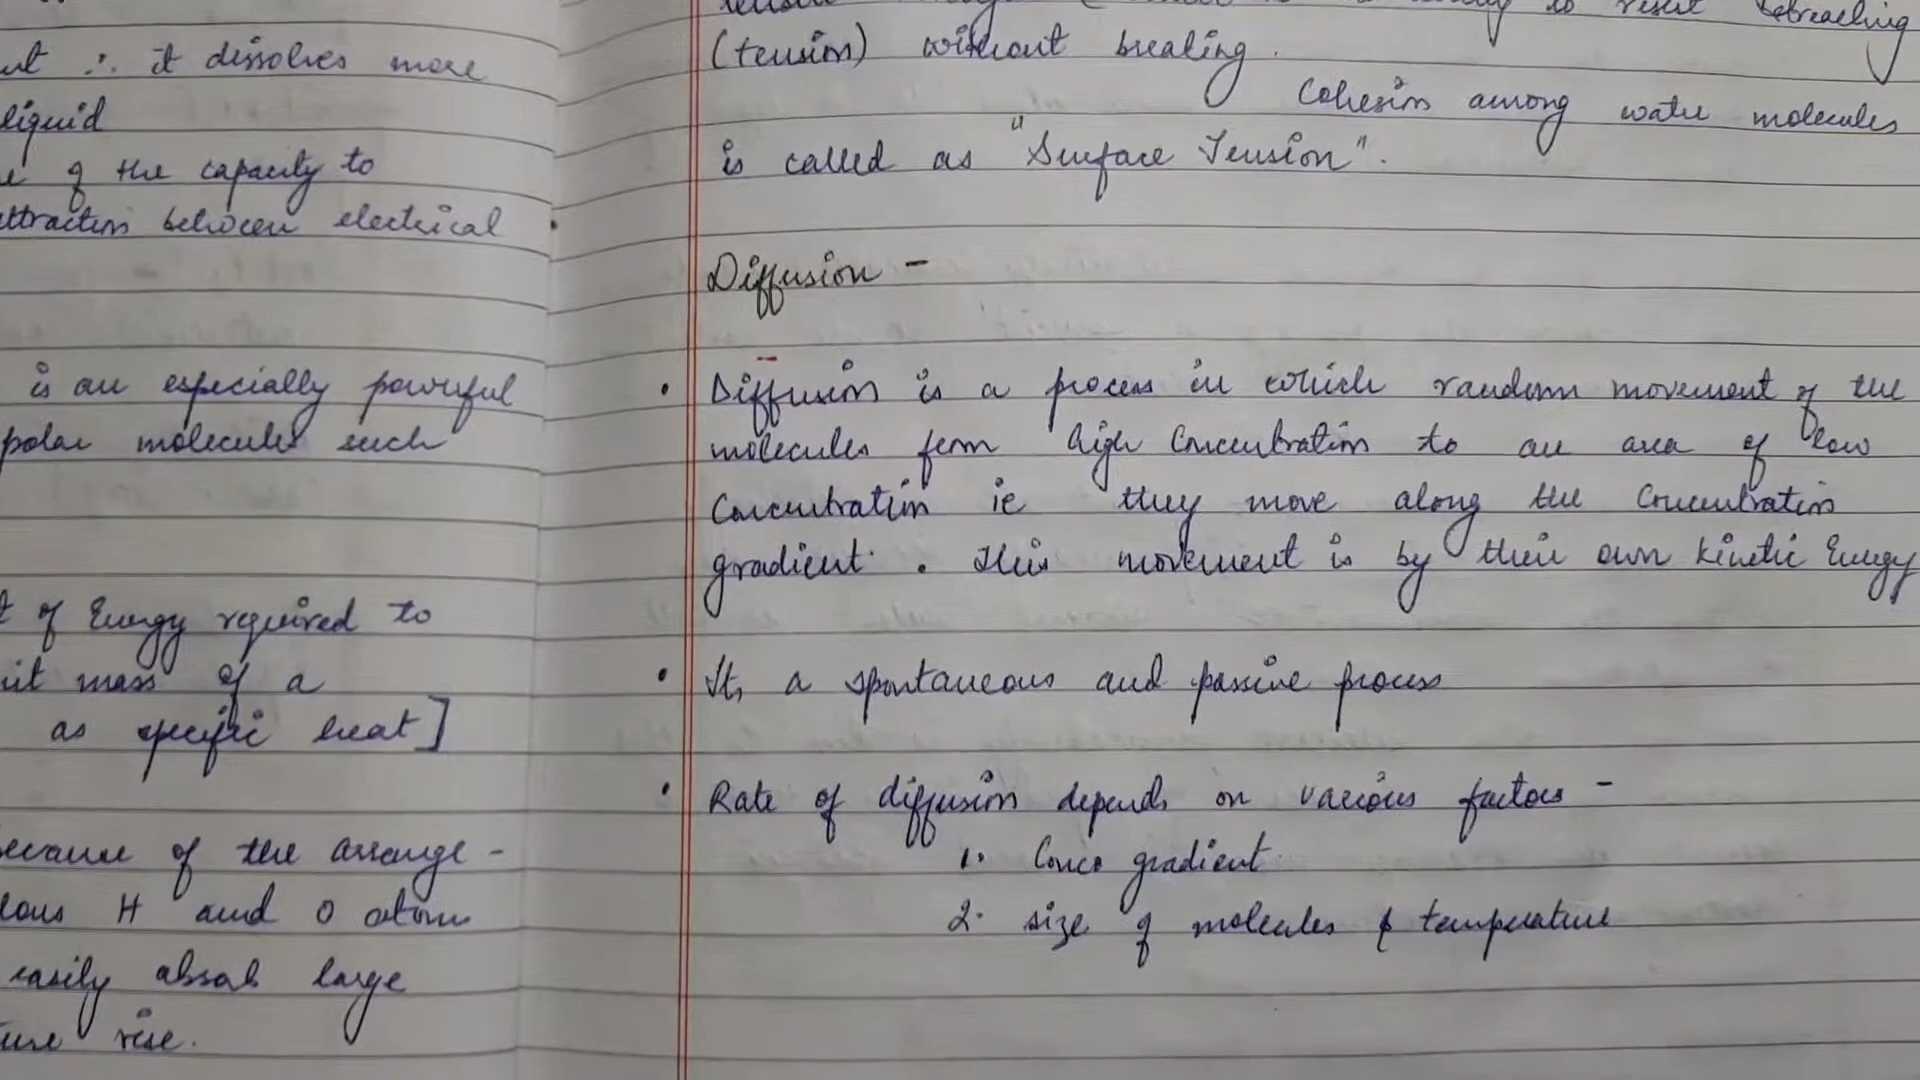 ∴ it dissolves more
liquid
of the capacity to
between electrical
is an especially powerful
polar molecules such
of Energy required to
mass of a
as specific heat]
of the arrange-
H and O atom
easily absorb large
rise.
(tension) without breaking.
Cohesion among water molecules
is called as "Surface Tension".
Diffusion -
• Diffusion is a process in which random movement of the
molecules form high Concentration to an area of low
Concentration ie they move along the Concentration
gradient. This movement is by their own kinetic Energy
• Its a spontaneous and passive process
• Rate of diffusion depends on various factors -
1. Concn gradient
2. size of molecules & temperature